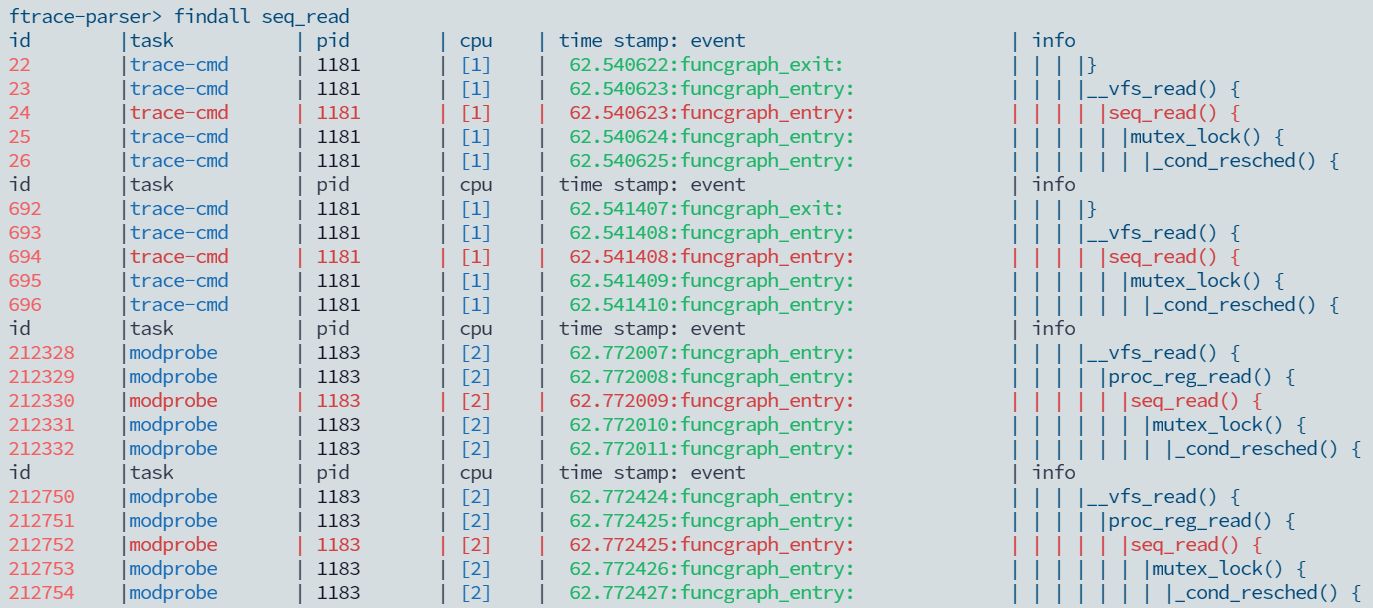 ftrace-parser> findall seq_read
id |task | pid | cpu | time stamp: event | info
22 |trace-cmd | 1181 | [1] | 62.540622:funcgraph_exit: | | | |}
23 |trace-cmd | 1181 | [1] | 62.540623:funcgraph_entry: | | | |__vfs_read() {
24 |trace-cmd | 1181 | [1] | 62.540623:funcgraph_entry: | | | | |seq_read() {
25 |trace-cmd | 1181 | [1] | 62.540624:funcgraph_entry: | | | | | |mutex_lock() {
26 |trace-cmd | 1181 | [1] | 62.540625:funcgraph_entry: | | | | | | |_cond_resched() {
id |task | pid | cpu | time stamp: event | info
692 |trace-cmd | 1181 | [1] | 62.541407:funcgraph_exit: | | | |}
693 |trace-cmd | 1181 | [1] | 62.541408:funcgraph_entry: | | | |__vfs_read() {
694 |trace-cmd | 1181 | [1] | 62.541408:funcgraph_entry: | | | | |seq_read() {
695 |trace-cmd | 1181 | [1] | 62.541409:funcgraph_entry: | | | | | |mutex_lock() {
696 |trace-cmd | 1181 | [1] | 62.541410:funcgraph_entry: | | | | | | |_cond_resched() {
id |task | pid | cpu | time stamp: event | info
212328 |modprobe | 1183 | [2] | 62.772007:funcgraph_entry: | | | |__vfs_read() {
212329 |modprobe | 1183 | [2] | 62.772008:funcgraph_entry: | | | | |proc_reg_read() {
212330 |modprobe | 1183 | [2] | 62.772009:funcgraph_entry: | | | | | |seq_read() {
212331 |modprobe | 1183 | [2] | 62.772010:funcgraph_entry: | | | | | | |mutex_lock() {
212332 |modprobe | 1183 | [2] | 62.772011:funcgraph_entry: | | | | | | | |_cond_resched() {
id |task | pid | cpu | time stamp: event | info
212750 |modprobe | 1183 | [2] | 62.772424:funcgraph_entry: | | | |__vfs_read() {
212751 |modprobe | 1183 | [2] | 62.772425:funcgraph_entry: | | | | |proc_reg_read() {
212752 |modprobe | 1183 | [2] | 62.772425:funcgraph_entry: | | | | | |seq_read() {
212753 |modprobe | 1183 | [2] | 62.772426:funcgraph_entry: | | | | | | |mutex_lock() {
212754 |modprobe | 1183 | [2] | 62.772427:funcgraph_entry: | | | | | | | |_cond_resched() {